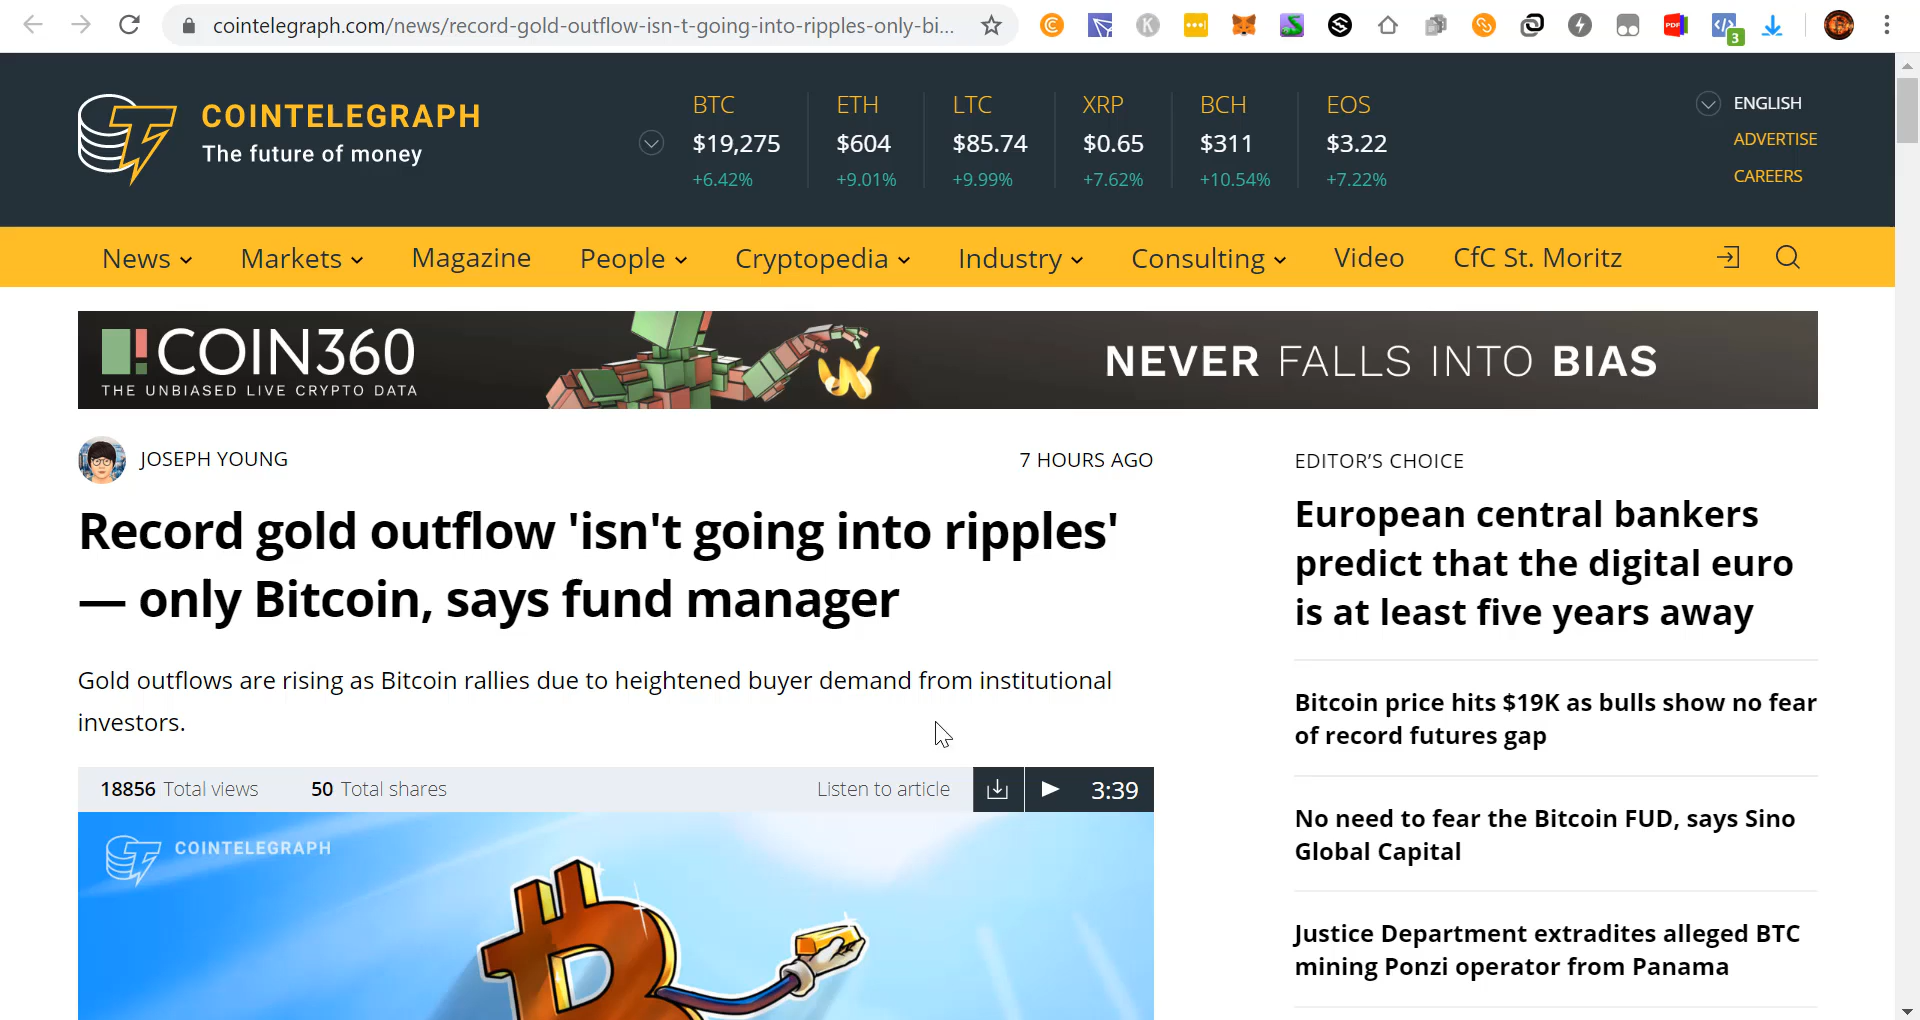 cointelegraph.com/news/record-gold-outflow-isn-t-going-into-ripples-only-bi...
PDF
3
COINTELEGRAPH
The future of money
BTC
$19,275
+6.42%
ETH
$604
+9.01%
LTC
$85.74
+9.99%
XRP
$0.65
+7.62%
BCH
$311
+10.54%
EOS
$3.22
+7.22%
ENGLISH
ADVERTISE
CAREERS
News
Markets
Magazine
People
Cryptopedia
Industry
Consulting
Video
CfC St. Moritz
COIN360
THE UNBIASED LIVE CRYPTO DATA
NEVER FALLS INTO BIAS
JOSEPH YOUNG
7 HOURS AGO
Record gold outflow 'isn't going into ripples'
— only Bitcoin, says fund manager
Gold outflows are rising as Bitcoin rallies due to heightened buyer demand from institutional
investors.
18856 Total views
50 Total shares
Listen to article
3:39
COINTELEGRAPH
EDITOR'S CHOICE
European central bankers
predict that the digital euro
is at least five years away
Bitcoin price hits $19K as bulls show no fear
of record futures gap
No need to fear the Bitcoin FUD, says Sino
Global Capital
Justice Department extradites alleged BTC
mining Ponzi operator from Panama